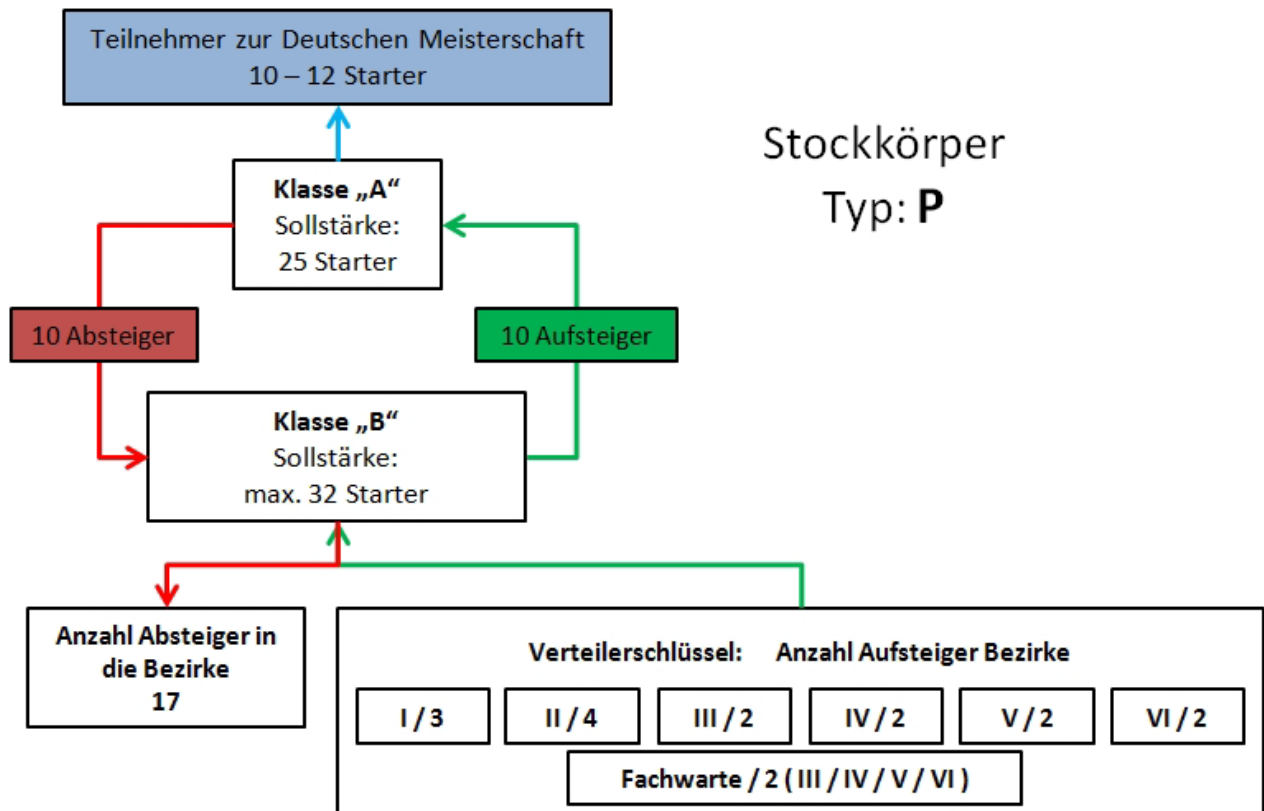 Teilnehmer zur Deutschen Meisterschaft
10 – 12 Starter
Stockkörper
Typ: P
Klasse „A“
Sollstärke:
25 Starter
10 Absteiger
10 Aufsteiger
Klasse „B“
Sollstärke:
max. 32 Starter
Anzahl Absteiger in
die Bezirke
17
Verteilerschlüssel: Anzahl Aufsteiger Bezirke
I / 3
II / 4
III / 2
IV / 2
V / 2
VI / 2
Fachwarte / 2 ( III / IV / V / VI )